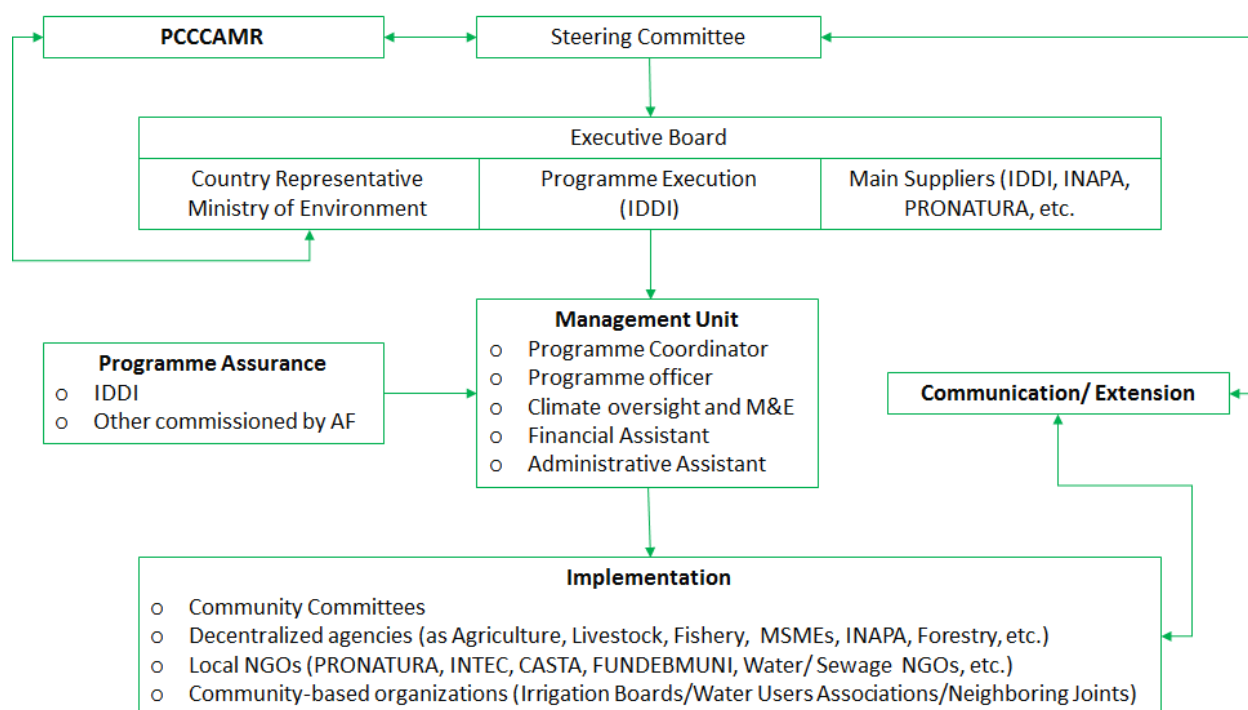 PCCCAMR
Steering Committee
Executive Board
Country Representative
Ministry of Environment
Programme Execution
(IDDI)
Main Suppliers (IDDI, INAPA,
PRONATURA, etc.
Management Unit
o Programme Coordinator
o Programme officer
o Climate oversight and M&E
o Financial Assistant
o Administrative Assistant
Programme Assurance
o IDDI
o Other commissioned by AF
Communication/ Extension
Implementation
o Community Committees
o Decentralized agencies (as Agriculture, Livestock, Fishery, MSMEs, INAPA, Forestry, etc.)
o Local NGOs (PRONATURA, INTEC, CASTA, FUNDEBMUNI, Water/ Sewage NGOs, etc.)
o Community-based organizations (Irrigation Boards/Water Users Associations/Neighboring Joints)